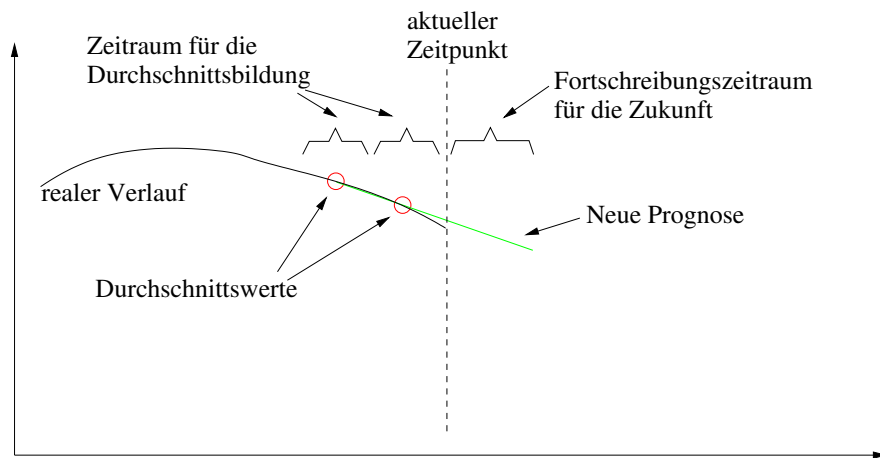 aktueller
Zeitpunkt
Zeitraum für die
Durchschnittsbildung
Fortschreibungszeitraum
für die Zukunft
realer Verlauf
Neue Prognose
Durchschnittswerte